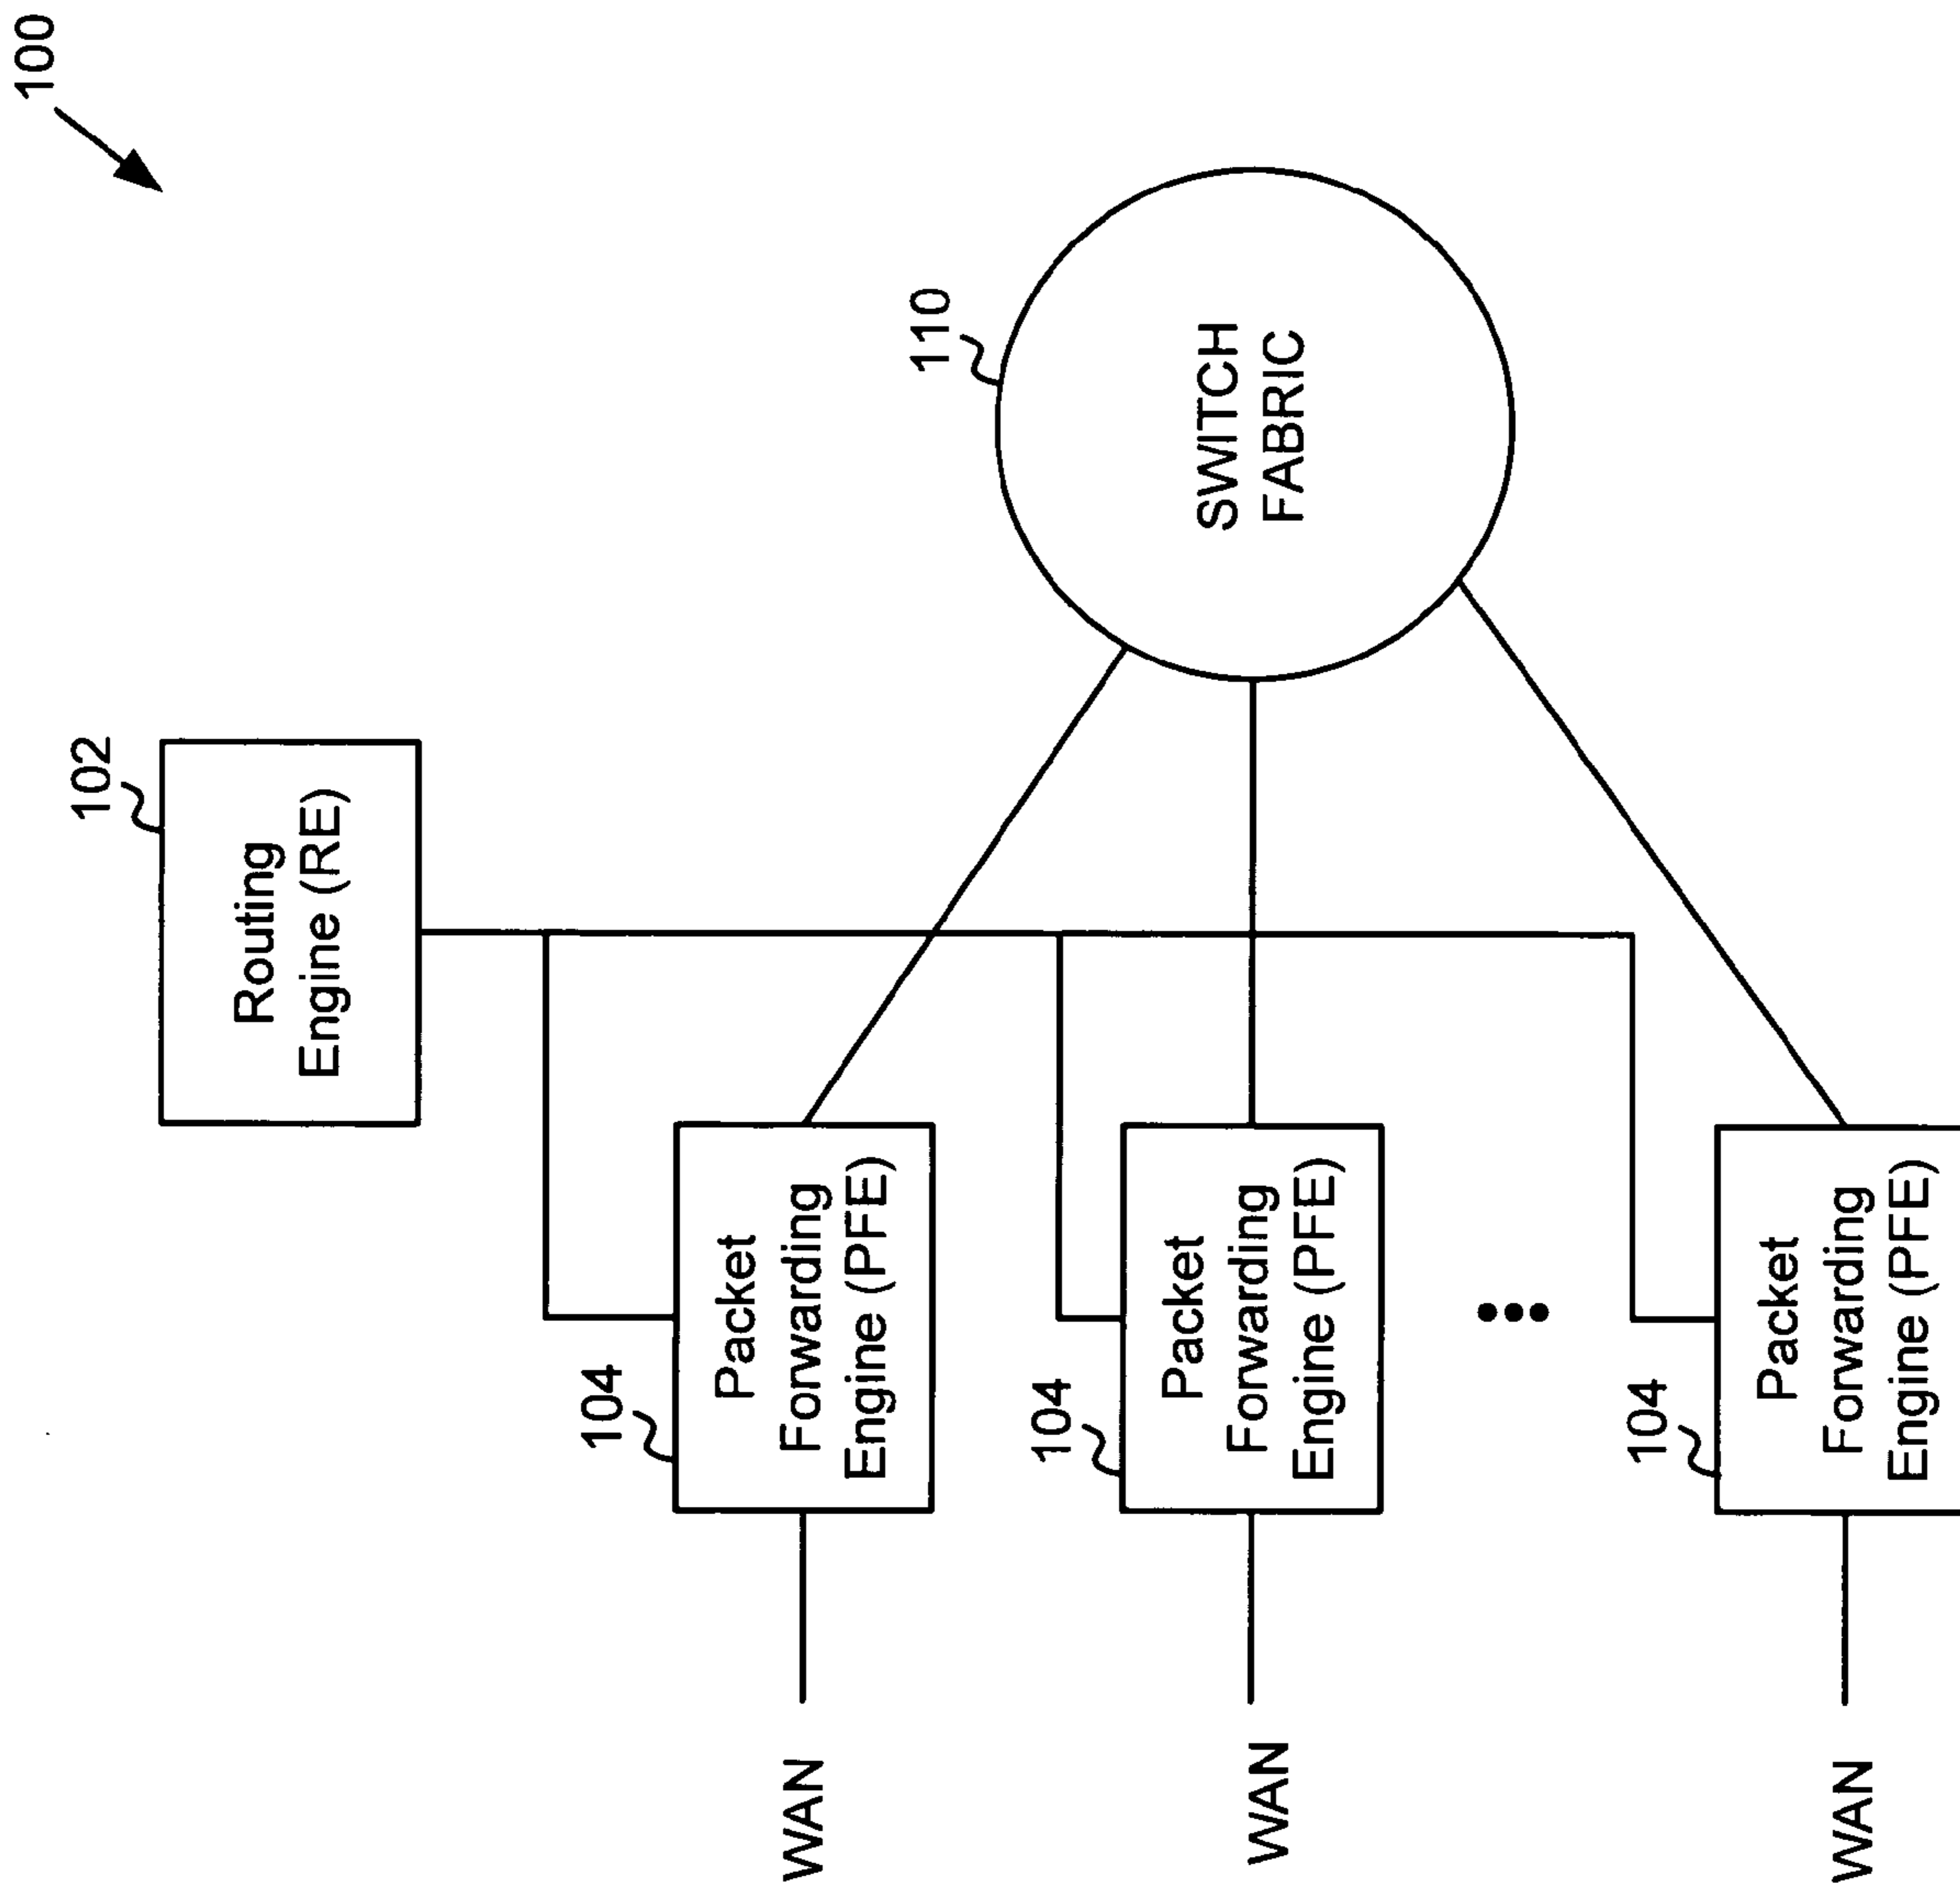 100
102
Routing
Engine (RE)
110
SWITCH
FABRIC
104
Packet
Forwarding
Engine (PFE)
WAN
104
Packet
Forwarding
Engine (PFE)
WAN
104
Packet
Forwarding
Engine (PFE)
WAN